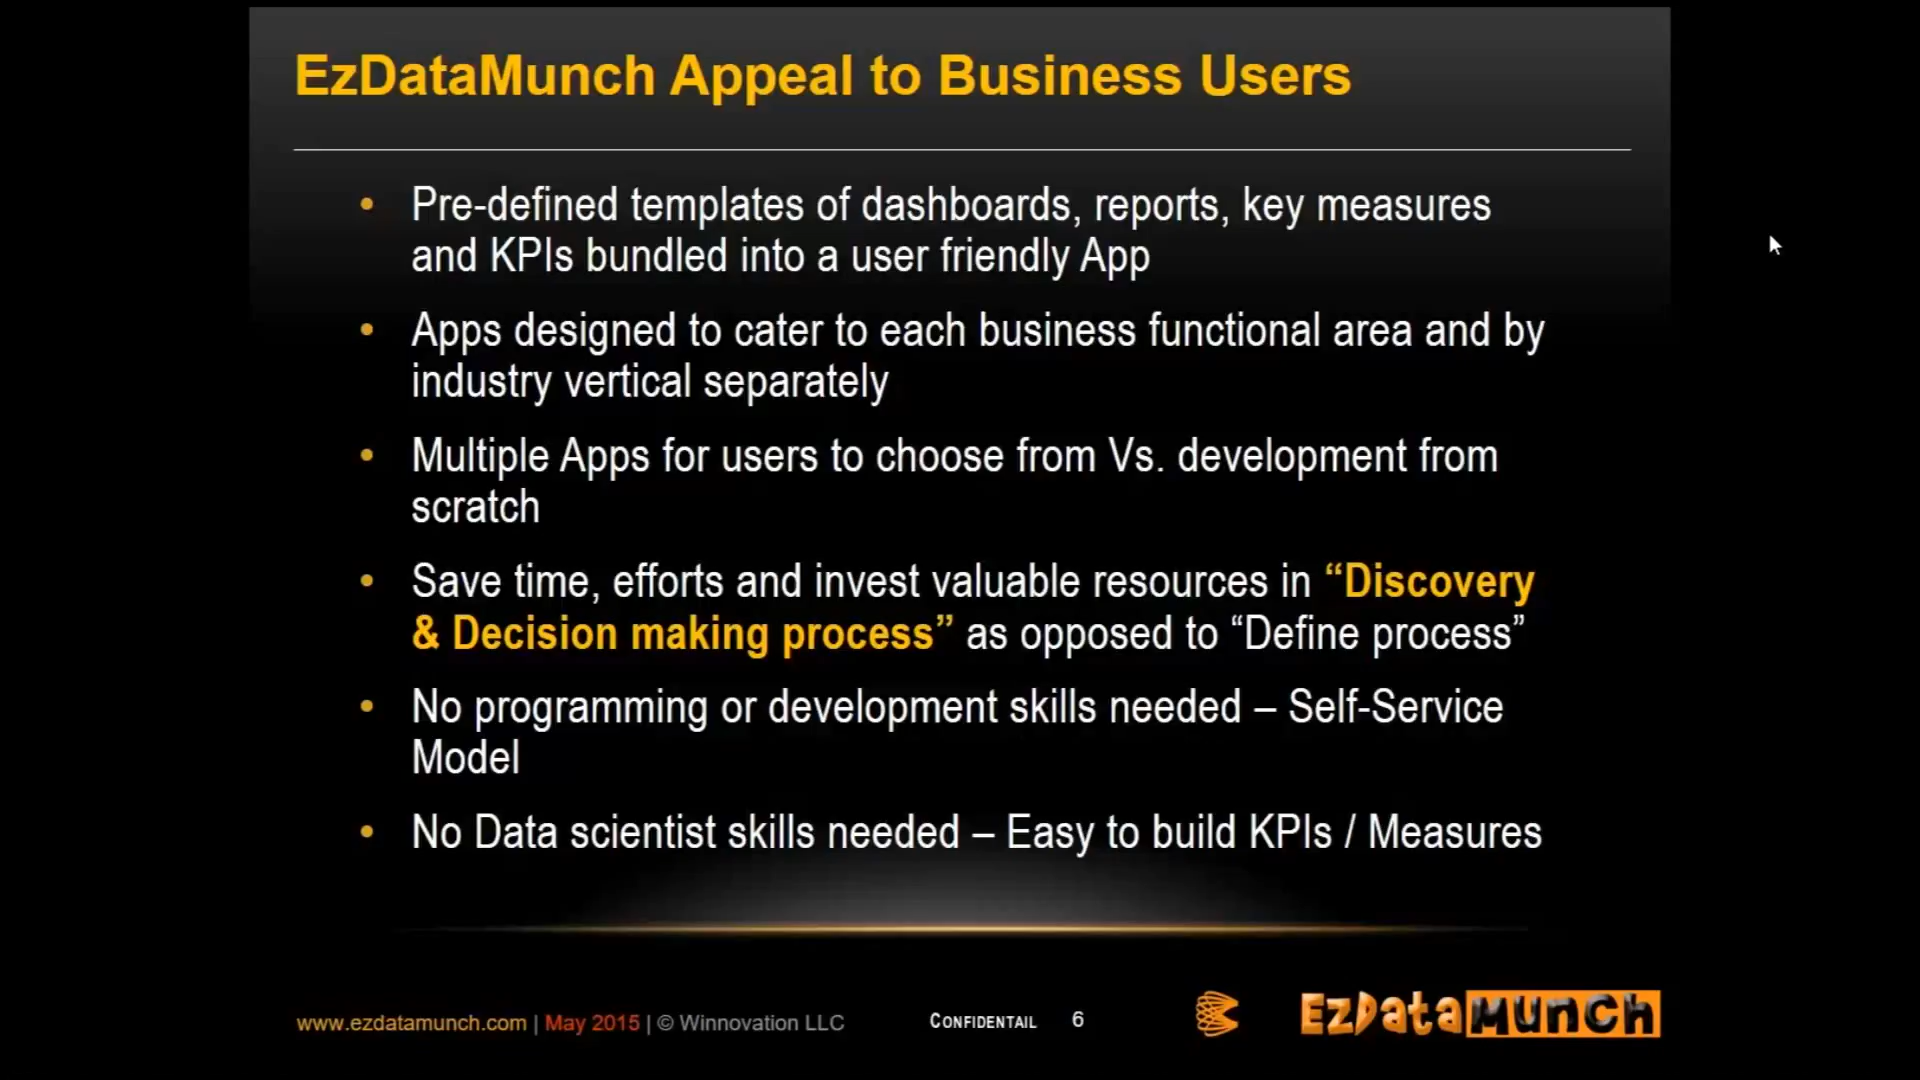 EzDataMunch Appeal to Business Users
• Pre-defined templates of dashboards, reports, key measures
and KPIs bundled into a user friendly App
• Apps designed to cater to each business functional area and by
industry vertical separately
• Multiple Apps for users to choose from Vs. development from
scratch
• Save time, efforts and invest valuable resources in “Discovery
& Decision making process” as opposed to “Define process”
• No programming or development skills needed – Self-Service
Model
• No Data scientist skills needed – Easy to build KPIs / Measures
www.ezdatamunch.com | May 2015 | © Winnovation LLC
CONFIDENTAIL 6
EzDataMunch